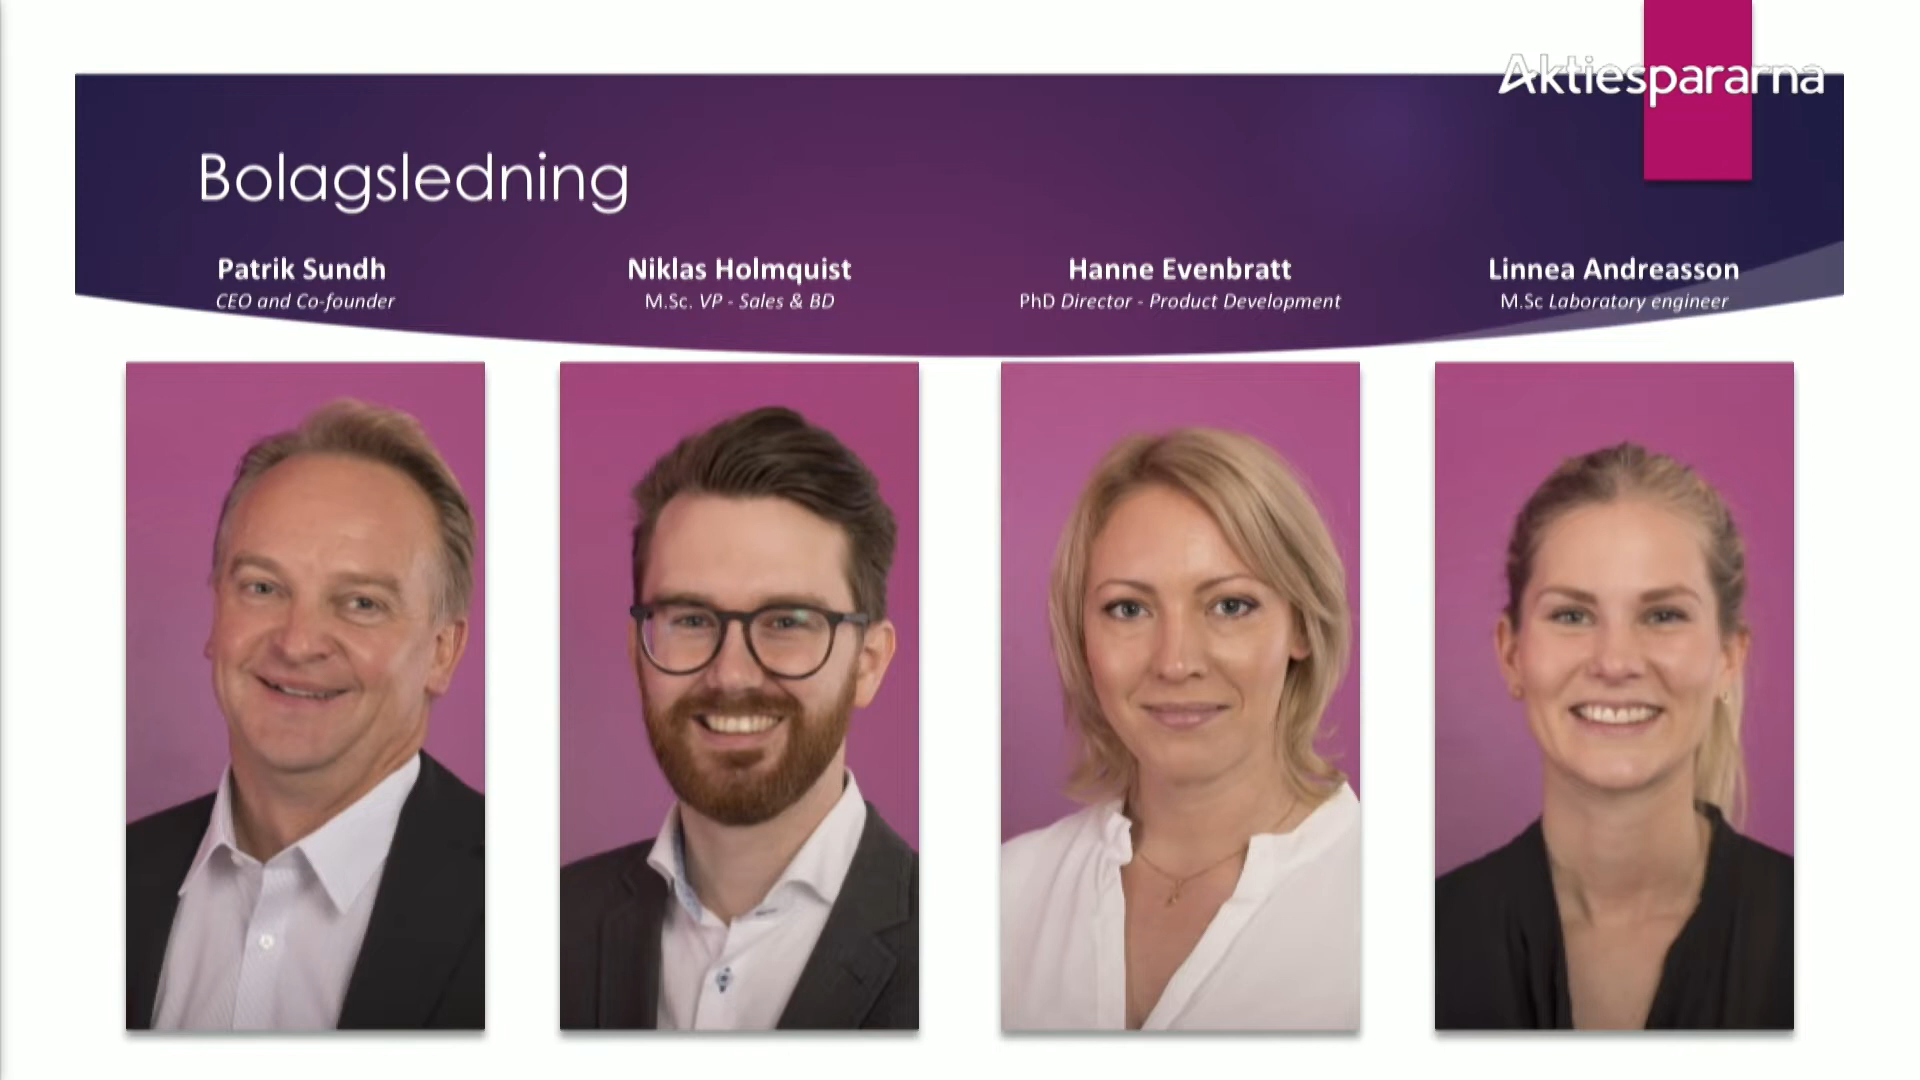 Aktiespararna
Bolagsledning
Patrik Sundh
CEO and Co-founder
Niklas Holmquist
M.Sc. VP - Sales & BD
Hanne Evenbratt
PhD Director - Product Development
Linnea Andreasson
M.Sc Laboratory engineer